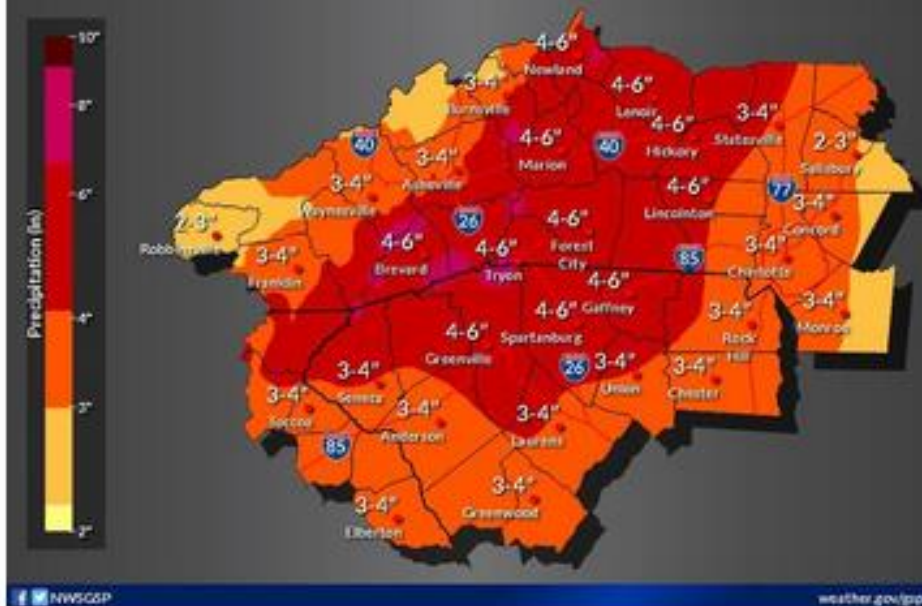 10"
8"
6"
4"
3"
2"
Precipitation (in)
4-6"
Newland
3-4"
Burnsville
4-6"
Lenoir
4-6"
Hickory
3-4"
Statesville
2-3"
Salisbury
40
4-6"
Marion
40
3-4"
Asheville
3-4"
Waynesville
4-6"
Lincolnton
77
3-4"
Concord
2-3"
Robbinsville
26
4-6"
Brevard
4-6"
Tryon
4-6"
Forest
City
85
3-4"
Charlotte
3-4"
Franklin
4-6"
Gaffney
3-4"
Monroe
3-4"
Rock
Hill
4-6"
Spartanburg
4-6"
Greenville
26
3-4"
Union
3-4"
Chester
3-4"
Seneca
3-4"
Toccoa
3-4"
Anderson
3-4"
Laurens
85
3-4"
Elberton
3-4"
Greenwood
NWSGSP
weather.gov/gsp